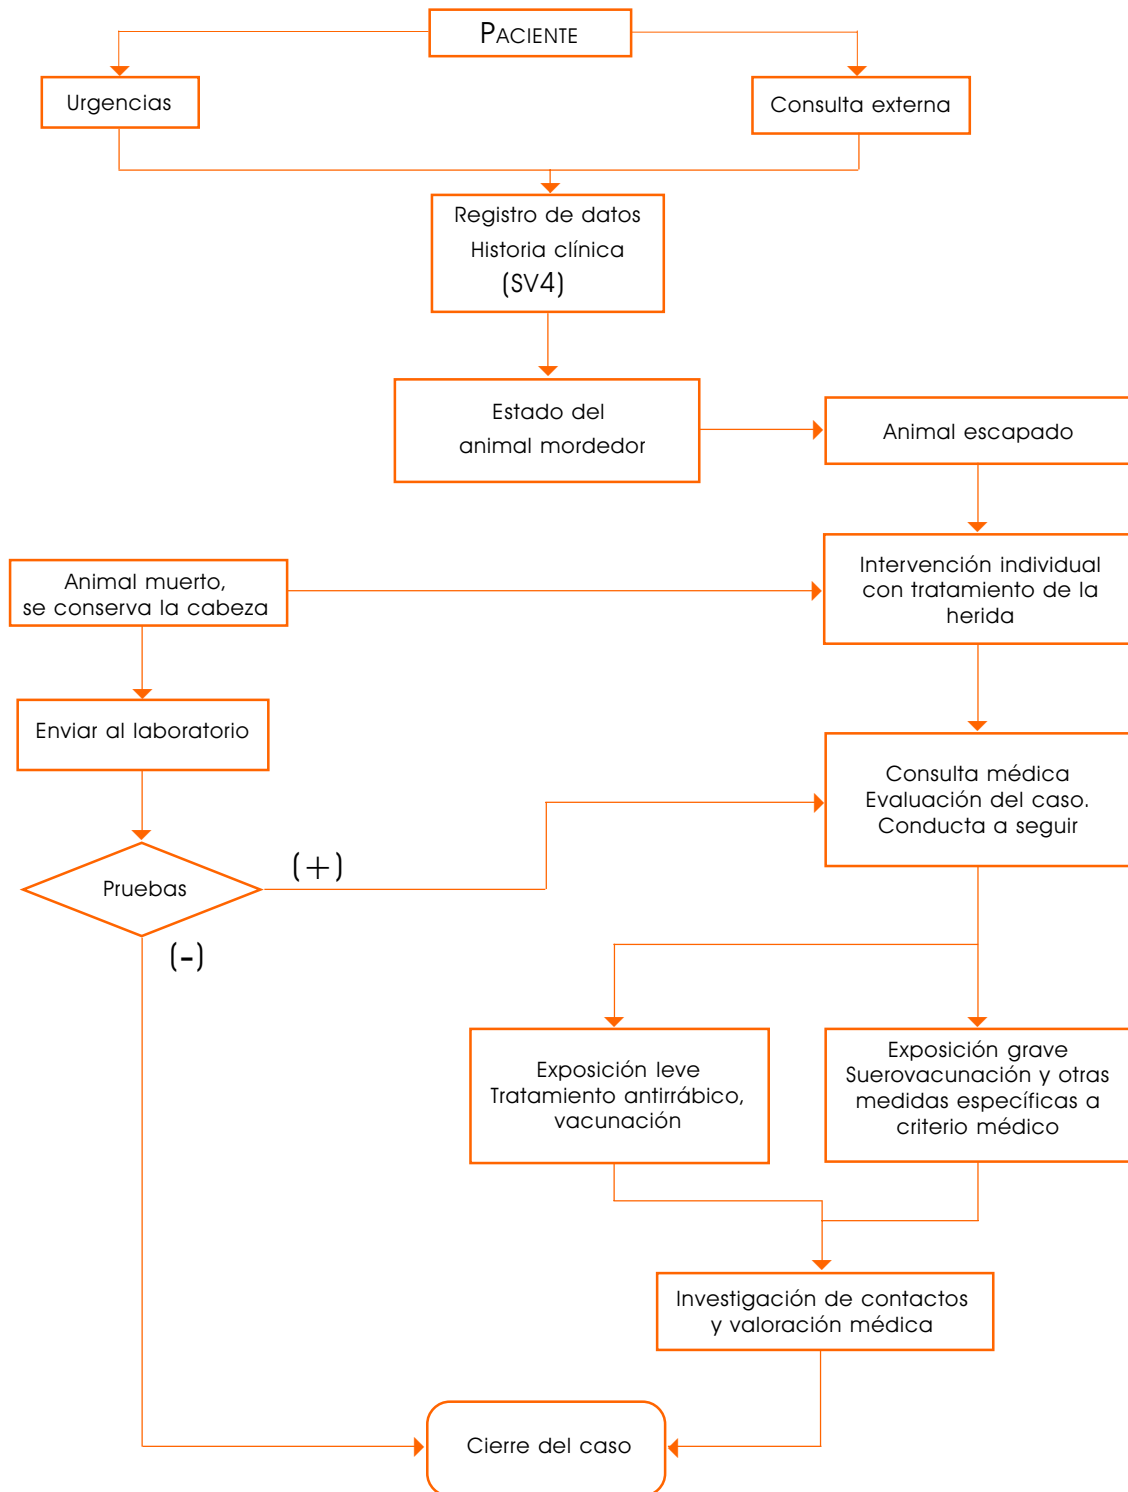 PACIENTE
Urgencias
Consulta externa
Registro de datos
Historia clínica
(SV4)
Estado del
animal mordedor
Animal escapado
Animal muerto,
se conserva la cabeza
Intervención individual
con tratamiento de la
herida
Enviar al laboratorio
Consulta médica
Evaluación del caso.
Conducta a seguir
Pruebas
(+)
(-)
Exposición leve
Tratamiento antirrábico,
vacunación
Exposición grave
Suerovacunación y otras
medidas específicas a
criterio médico
Investigación de contactos
y valoración médica
Cierre del caso